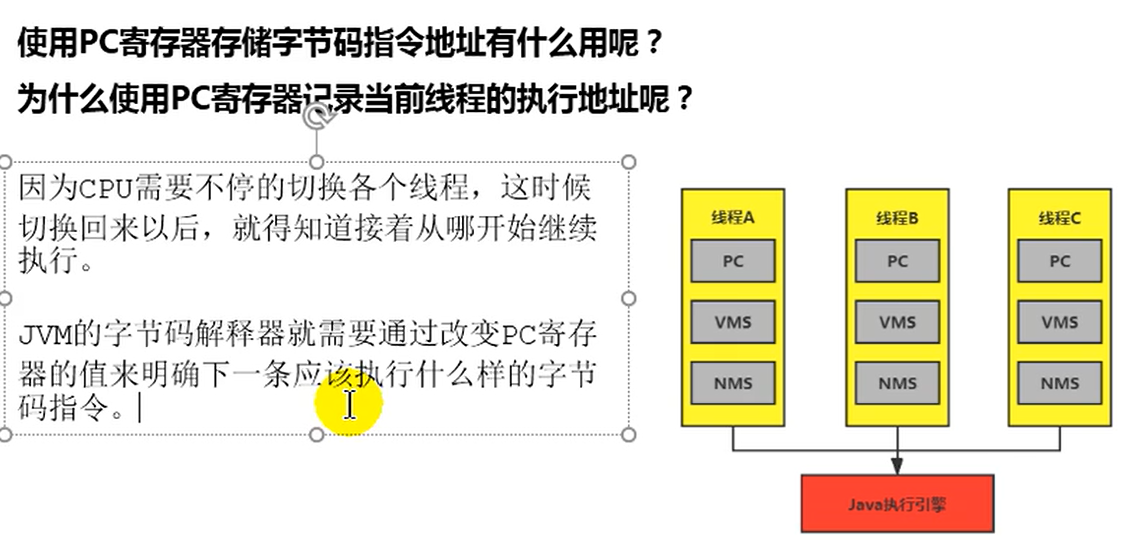 使用PC寄存器存储字节码指令地址有什么用呢？
为什么使用PC寄存器记录当前线程的执行地址呢？
因为CPU需要不停的切换各个线程，这时候
切换回来以后，就得知道接着从哪开始继续
执行。
JVM的字节码解释器就需要通过改变PC寄存
器的值来明确下一条应该执行什么样的字节
码指令。
线程A
PC
VMS
NMS
线程B
PC
VMS
NMS
线程C
PC
VMS
NMS
Java执行引擎